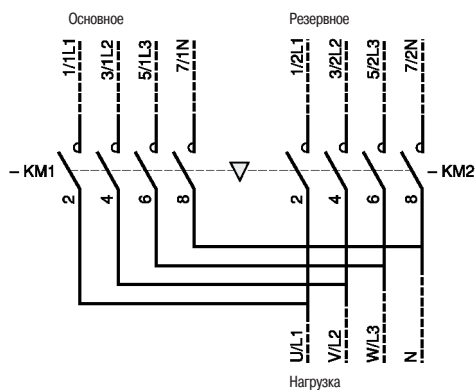 Основное Резервное
1/1L1 3/1L2 5/1L3 7/1N 1/2L1 3/2L2 5/2L3 7/2N
– KM1 – KM2
2 4 6 8 2 4 6 8
U/L1 V/L2 W/L3 N
Нагрузка